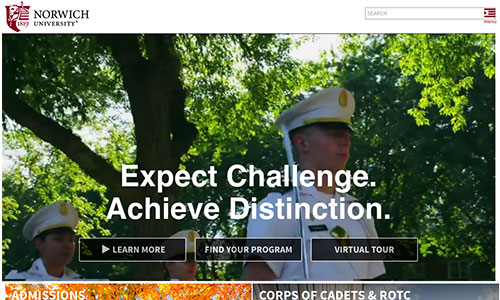 NORWICH
UNIVERSITY®
1819
SEARCH
menu
Expect Challenge.
Achieve Distinction.
LEARN MORE
FIND YOUR PROGRAM
VIRTUAL TOUR
ADMISSIONS
CORPS OF CADETS & ROTC